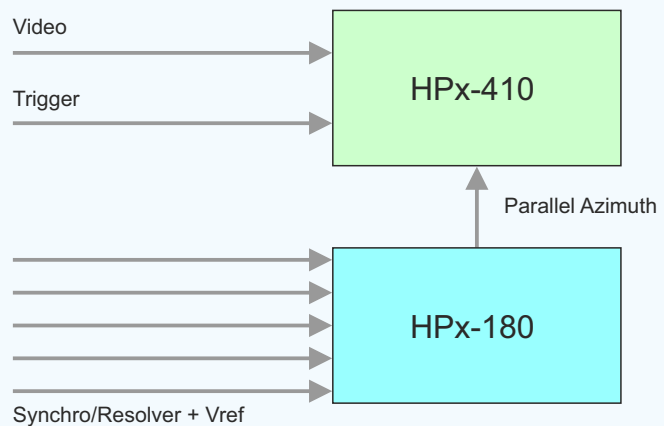 Video
HPx-410
Trigger
Parallel Azimuth
HPx-180
Synchro/Resolver + Vref